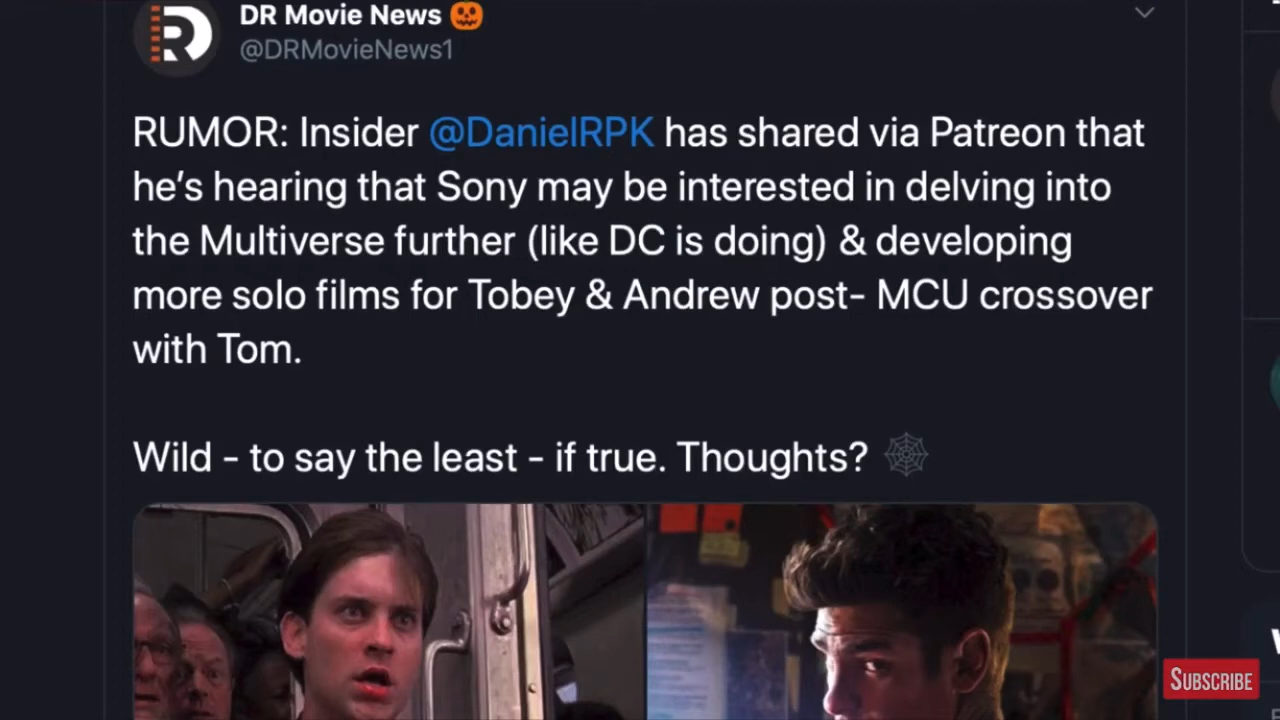 DR Movie News 🎃
@DRMovieNews1
RUMOR: Insider @DanielRPK has shared via Patreon that
he's hearing that Sony may be interested in delving into
the Multiverse further (like DC is doing) & developing
more solo films for Tobey & Andrew post- MCU crossover
with Tom.
Wild - to say the least - if true. Thoughts? 🕸
SUBSCRIBE